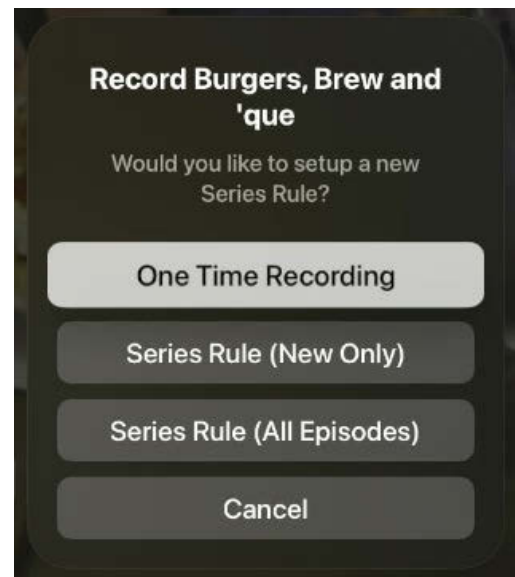 Record Burgers, Brew and
'que
Would you like to setup a new
Series Rule?
One Time Recording
Series Rule (New Only)
Series Rule (All Episodes)
Cancel